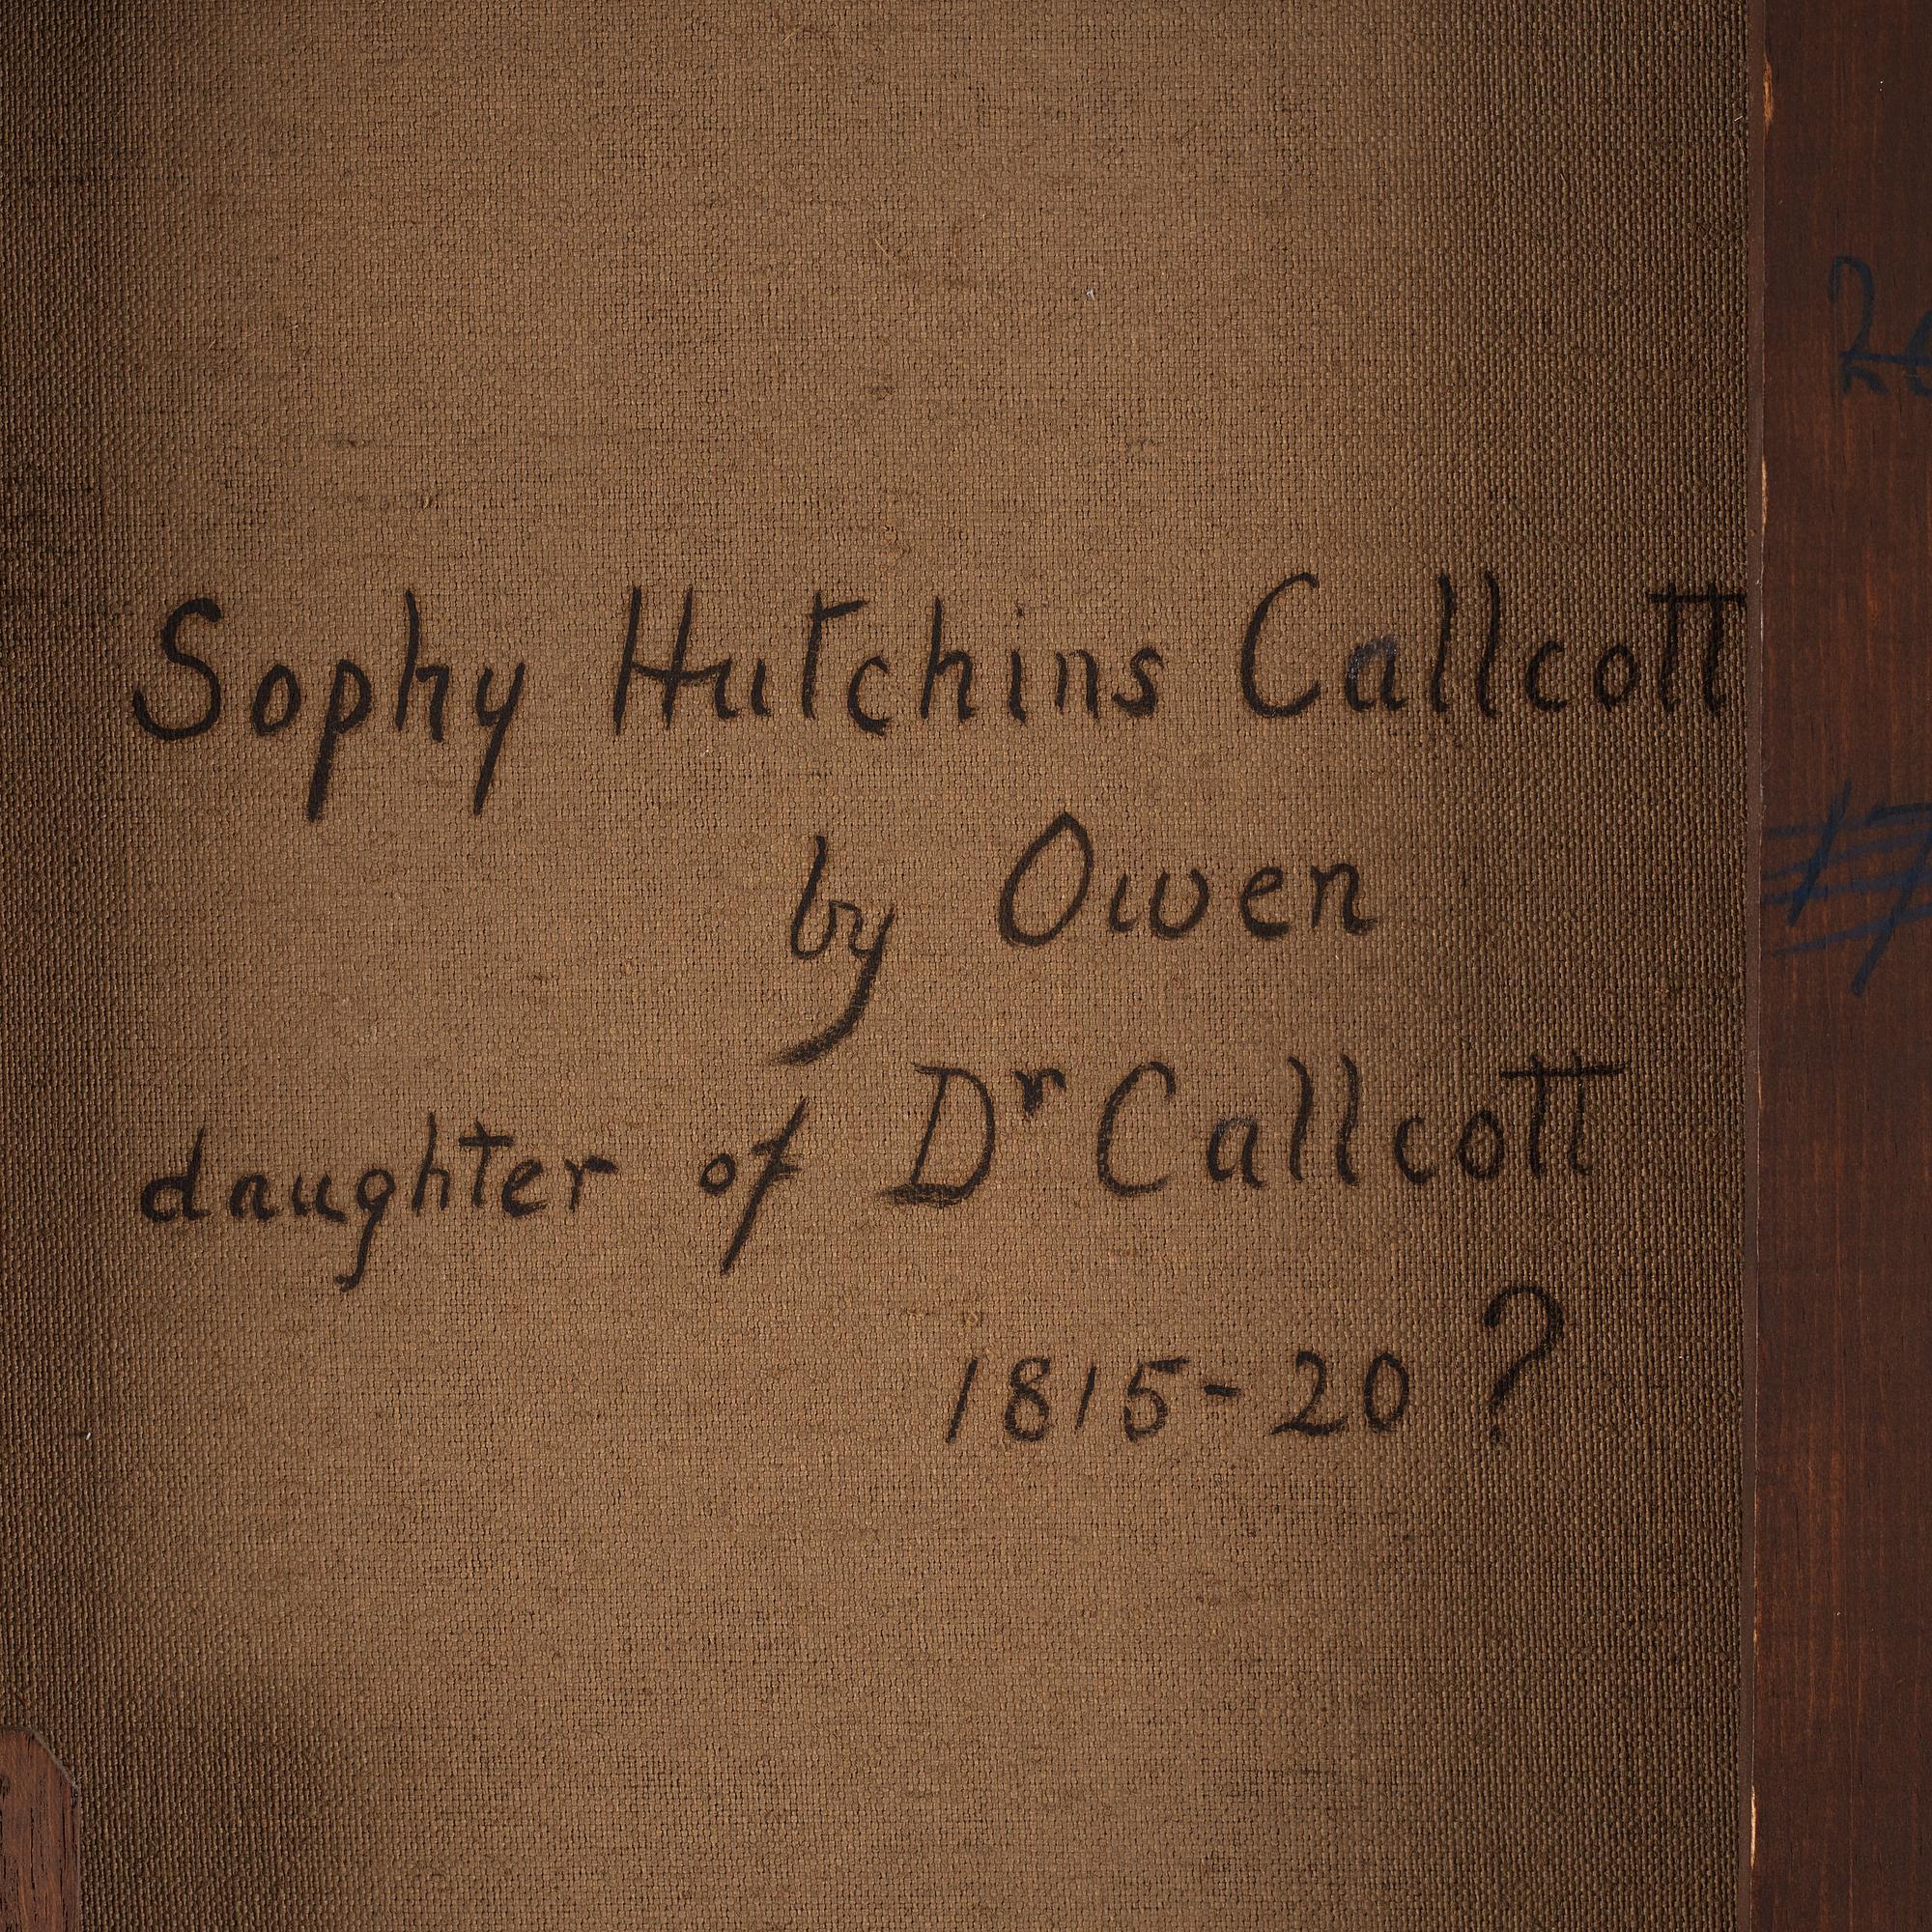 Sophy Hutchins Callcott
by Owen
daughter of Dr Callcott
1815-20 ?